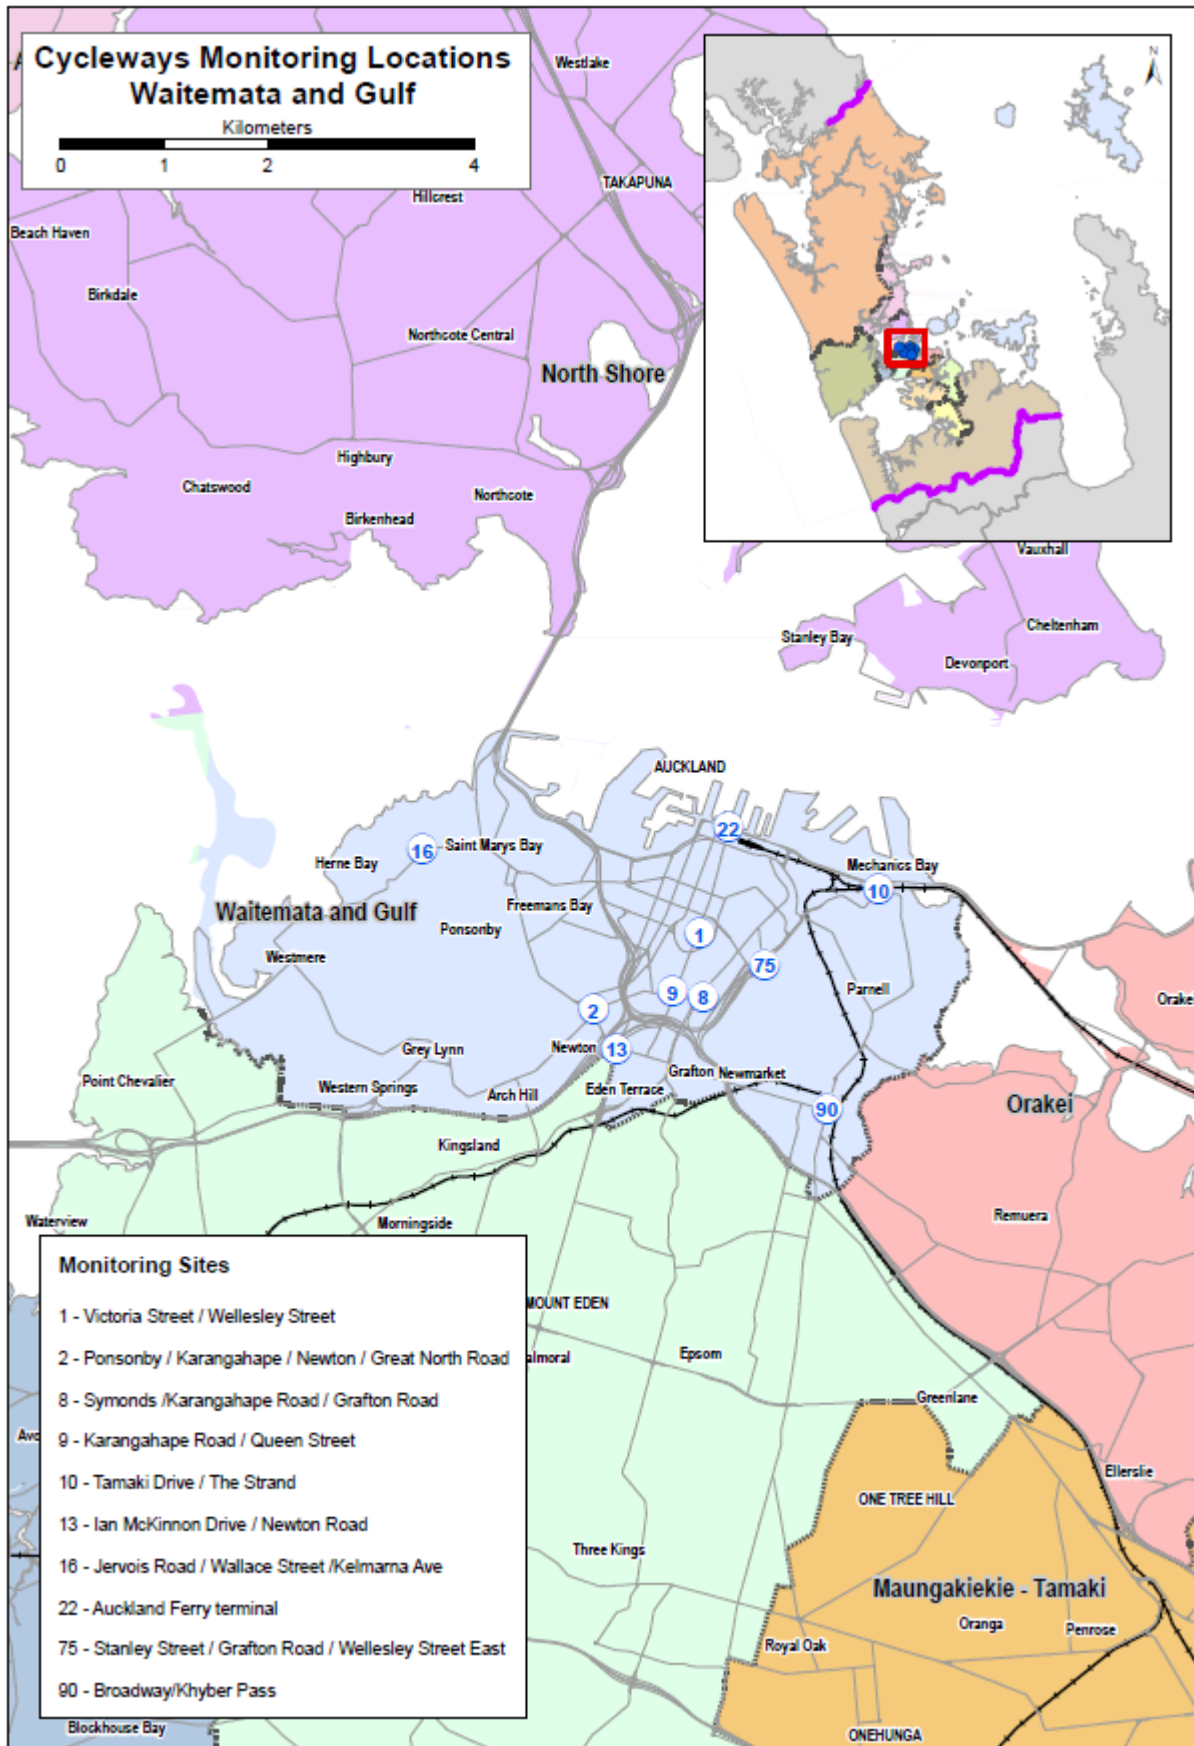 Cycleways Monitoring Locations
Waitemata and Gulf
Kilometers
0 1 2 4
N
Westlake
TAKAPUNA
Hillcrest
Beach Haven
Birkdale
Northcote Central
North Shore
Highbury
Chatswood
Northcote
Birkenhead
Vauxhall
Cheltenham
Stanley Bay
Devonport
AUCKLAND
22
16
Saint Marys Bay
Herne Bay
Mechanics Bay
10
Freemans Bay
Waitemata and Gulf
Ponsonby
1
Westmere
75
Parnell
9
8
2
Grey Lynn
Newton
13
Point Chevalier
Western Springs
Arch Hill
Eden Terrace
Grafton
Newmarket
90
Orakei
Orakei
Kingsland
Waterview
Morningside
Remuera
Monitoring Sites
1 - Victoria Street / Wellesley Street
2 - Ponsonby / Karangahape / Newton / Great North Road
8 - Symonds /Karangahape Road / Grafton Road
9 - Karangahape Road / Queen Street
10 - Tamaki Drive / The Strand
13 - Ian McKinnon Drive / Newton Road
16 - Jervois Road / Wallace Street /Kelmarna Ave
22 - Auckland Ferry terminal
75 - Stanley Street / Grafton Road / Wellesley Street East
90 - Broadway/Khyber Pass
MOUNT EDEN
almoral
Epsom
Greenlane
Avo
Ellerslie
ONE TREE HILL
Three Kings
Maungakiekie - Tamaki
Oranga
Penrose
Royal Oak
Blockhouse Bay
ONEHUNGA